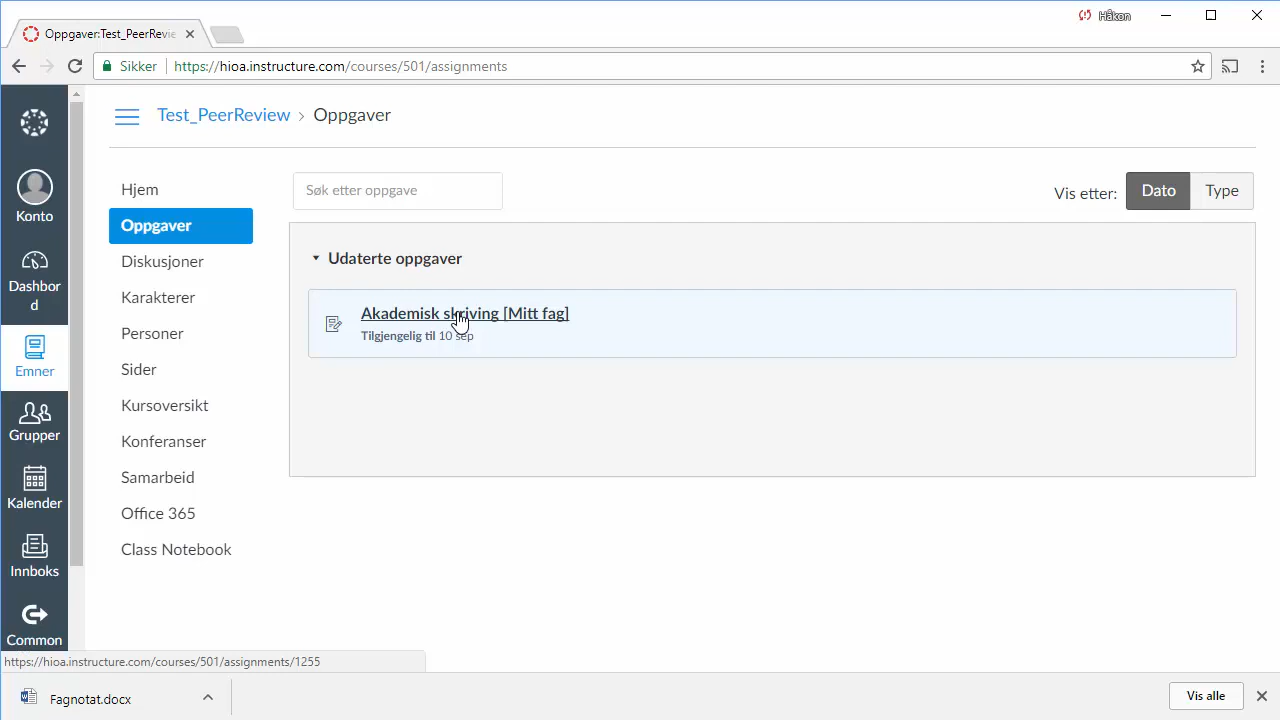 Håkon
Oppgaver:Test_PeerRevie
Sikker
https://hioa.instructure.com/courses/501/assignments
Test_PeerReview > Oppgaver
Konto
Dashbor
d
Emner
Grupper
Kalender
Innboks
Common
Hjem
Oppgaver
Diskusjoner
Karakterer
Personer
Sider
Kursoversikt
Konferanser
Samarbeid
Office 365
Class Notebook
Søk etter oppgave
Vis etter:
Dato
Type
Udaterte oppgaver
Akademisk skriving [Mitt fag]
Tilgjengelig til 10 sep
https://hioa.instructure.com/courses/501/assignments/1255
Fagnotat.docx
Vis alle